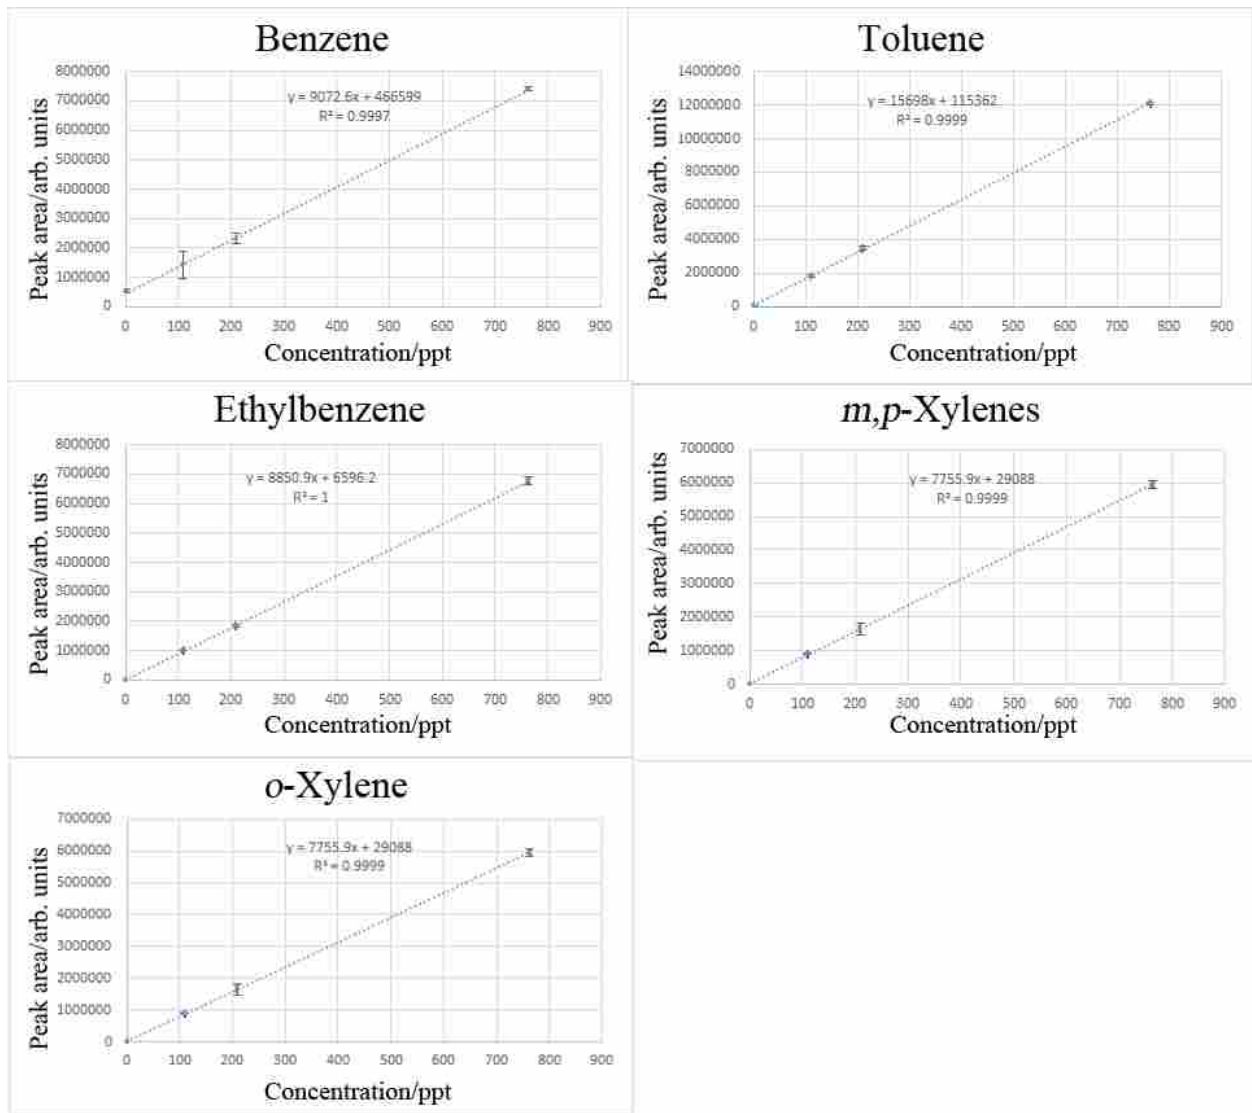 Benzene
8000000
7000000
6000000
5000000
4000000
3000000
2000000
1000000
0
y = 9072.6x + 466599
R² = 0.9997
0 100 200 300 400 500 600 700 800 900
Peak area/arb. units
Concentration/ppt
Toluene
14000000
12000000
10000000
8000000
6000000
4000000
2000000
0
y = 15698x + 115362
R² = 0.9999
0 100 200 300 400 500 600 700 800 900
Peak area/arb. units
Concentration/ppt
Ethylbenzene
8000000
7000000
6000000
5000000
4000000
3000000
2000000
1000000
0
y = 8850.9x + 6596.2
R² = 1
0 100 200 300 400 500 600 700 800 900
Peak area/arb. units
Concentration/ppt
m,p-Xylenes
7000000
6000000
5000000
4000000
3000000
2000000
1000000
0
y = 7755.9x + 29088
R² = 0.9999
0 100 200 300 400 500 600 700 800 900
Peak area/arb. units
Concentration/ppt
o-Xylene
7000000
6000000
5000000
4000000
3000000
2000000
1000000
0
y = 7755.9x + 29088
R² = 0.9999
0 100 200 300 400 500 600 700 800 900
Peak area/arb. units
Concentration/ppt